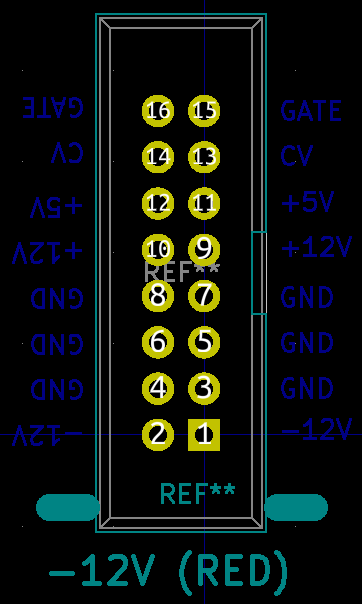 GATE 16 15 GATE
CV 14 13 CV
+5V 12 11 +5V
+12V 10 9 +12V
REF**
GND 8 7 GND
GND 6 5 GND
GND 4 3 GND
-12V 2 1 -12V
REF**
-12V (RED)